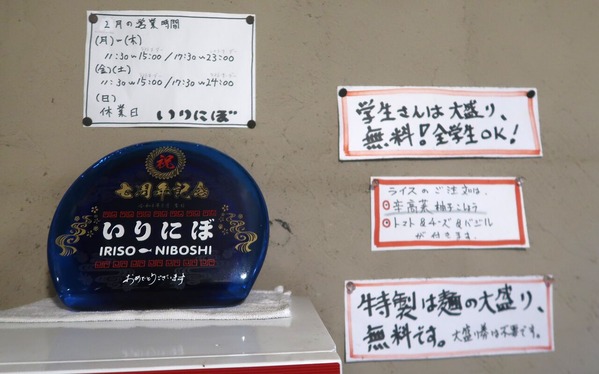 2月の営業時間
(月)ー(木)
11:30〜15:00 / 17:30〜23:00
(金)(土)
11:30〜15:00 / 17:30〜24:00
(日)
休業日 いりにぼ
祝
七周年記念
いりにぼ
IRISO NIBOSHI
おめでとうございます
学生さんは大盛り、
無料!全学生OK!
ライスのご注文は、
柚子こしょう
トマト&チーズ&バジル
が付きます。
特製は麺の大盛り、
無料です。大盛り券は不要です。